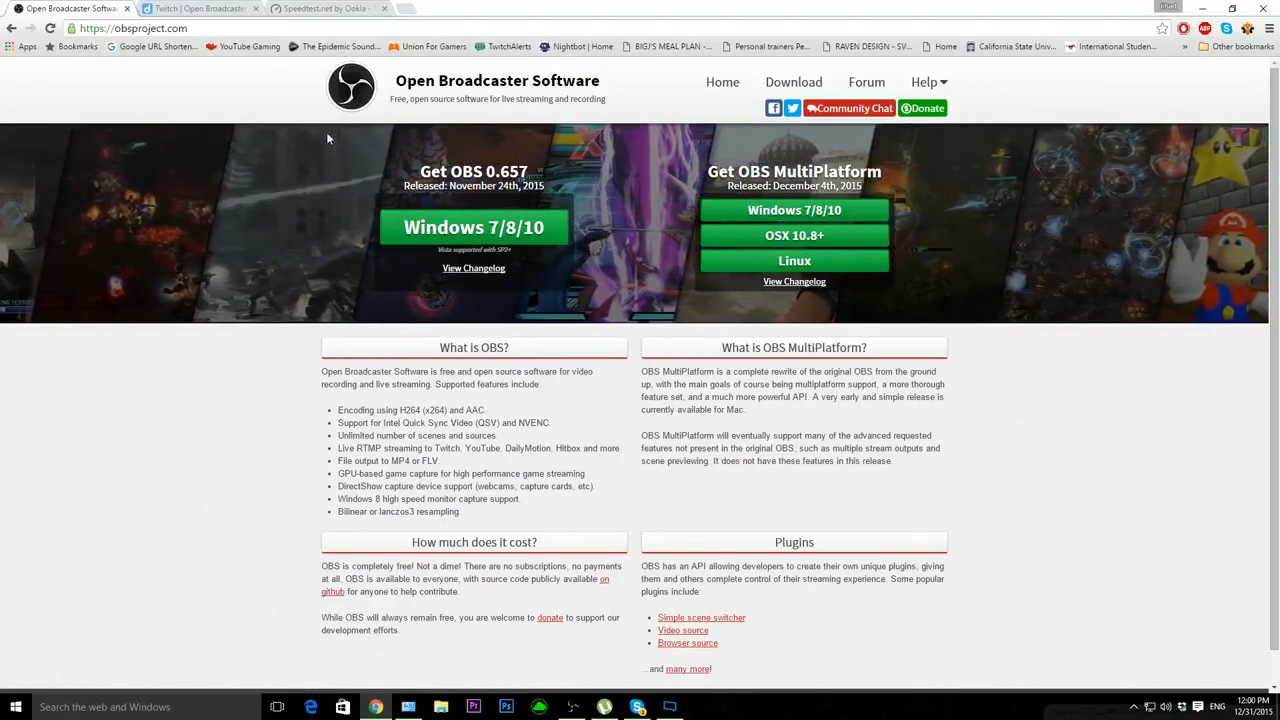 Open Broadcaster Softwar
Twitch | Open Broadcaster
Speedtest.net by Ookla -
jihad
https://obsproject.com
Apps
Bookmarks
Google URL Shorten...
YouTube Gaming
The Epidemic Sound...
Union For Gamers
TwitchAlerts
Nightbot | Home
BIGJ'S MEAL PLAN -...
Personal trainers Pe...
RAVEN DESIGN - SV...
Home
California State Univ...
International Studen...
»
Other bookmarks
Open Broadcaster Software
Free, open source software for live streaming and recording
Home
Download
Forum
Help
Community Chat
Donate
Get OBS 0.657
Released: November 24th, 2015
Windows 7/8/10
Vista supported with SP2+
View Changelog
Get OBS MultiPlatform
Released: December 4th, 2015
Windows 7/8/10
OSX 10.8+
Linux
View Changelog
What is OBS?
Open Broadcaster Software is free and open source software for video
recording and live streaming. Supported features include:
• Encoding using H264 (x264) and AAC.
• Support for Intel Quick Sync Video (QSV) and NVENC.
• Unlimited number of scenes and sources.
• Live RTMP streaming to Twitch, YouTube, DailyMotion, Hitbox and more.
• File output to MP4 or FLV.
• GPU-based game capture for high performance game streaming.
• DirectShow capture device support (webcams, capture cards, etc).
• Windows 8 high speed monitor capture support.
• Bilinear or lanczos3 resampling.
What is OBS MultiPlatform?
OBS MultiPlatform is a complete rewrite of the original OBS from the ground
up, with the main goals of course being multiplatform support, a more thorough
feature set, and a much more powerful API. A very early and simple release is
currently available for Mac.
OBS MultiPlatform will eventually support many of the advanced requested
features not present in the original OBS, such as multiple stream outputs and
scene previewing. It does not have these features in this release.
How much does it cost?
OBS is completely free! Not a dime! There are no subscriptions, no payments
at all. OBS is available to everyone, with source code publicly available on
github for anyone to help contribute.
While OBS will always remain free, you are welcome to donate to support our
development efforts.
Plugins
OBS has an API allowing developers to create their own unique plugins, giving
them and others complete control of their streaming experience. Some popular
plugins include:
• Simple scene switcher
• Video source
• Browser source
...and many more!
Search the web and Windows
ENG
12:00 PM
12/31/2015